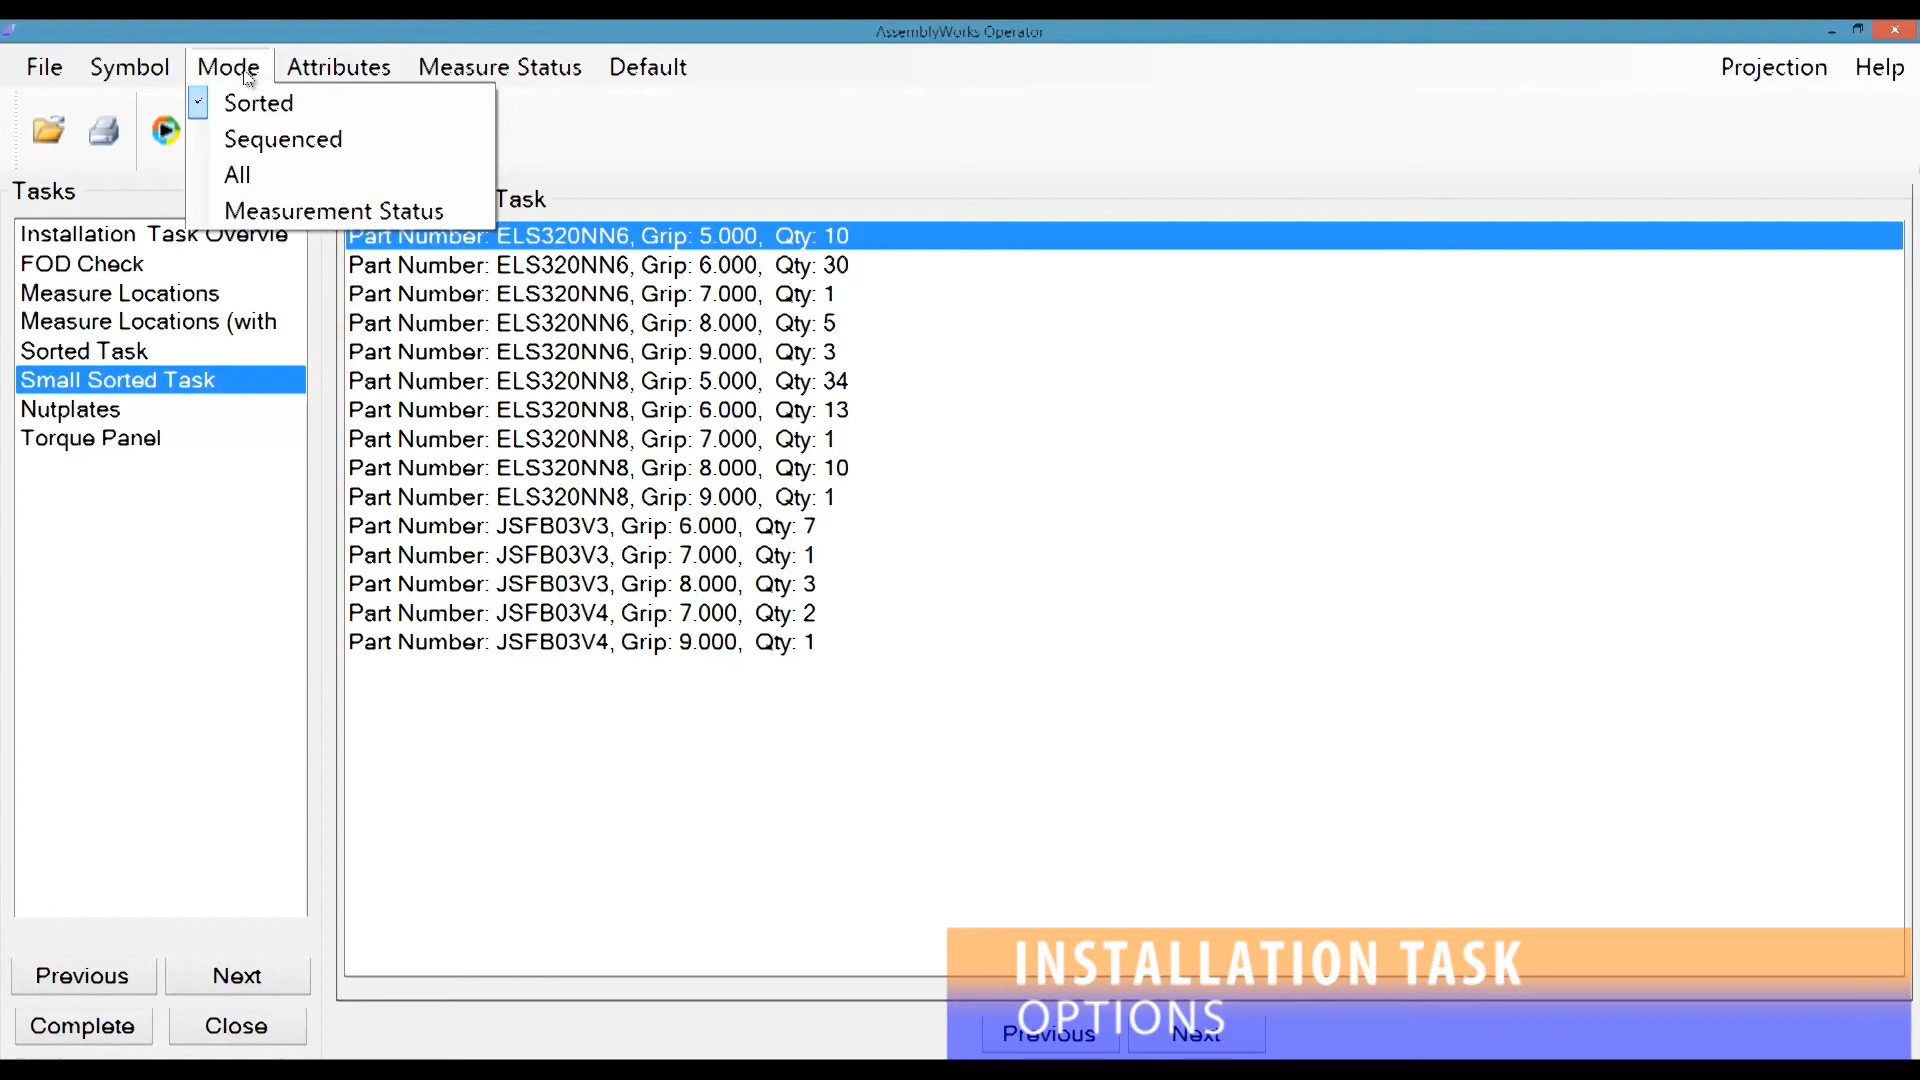 AssemblyWorks Operator
File Symbol Mode Attributes Measure Status Default Projection Help
Sorted
Sequenced
All
Measurement Status
Tasks
Installation Task Overvie
FOD Check
Measure Locations
Measure Locations (with
Sorted Task
Small Sorted Task
Nutplates
Torque Panel
Task
Part Number: ELS320NN6, Grip: 5.000, Qty: 10
Part Number: ELS320NN6, Grip: 6.000, Qty: 30
Part Number: ELS320NN6, Grip: 7.000, Qty: 1
Part Number: ELS320NN6, Grip: 8.000, Qty: 5
Part Number: ELS320NN6, Grip: 9.000, Qty: 3
Part Number: ELS320NN8, Grip: 5.000, Qty: 34
Part Number: ELS320NN8, Grip: 6.000, Qty: 13
Part Number: ELS320NN8, Grip: 7.000, Qty: 1
Part Number: ELS320NN8, Grip: 8.000, Qty: 10
Part Number: ELS320NN8, Grip: 9.000, Qty: 1
Part Number: JSFB03V3, Grip: 6.000, Qty: 7
Part Number: JSFB03V3, Grip: 7.000, Qty: 1
Part Number: JSFB03V3, Grip: 8.000, Qty: 3
Part Number: JSFB03V4, Grip: 7.000, Qty: 2
Part Number: JSFB03V4, Grip: 9.000, Qty: 1
Previous Next
Complete Close
INSTALLATION TASK
OPTIONS
Previous Next